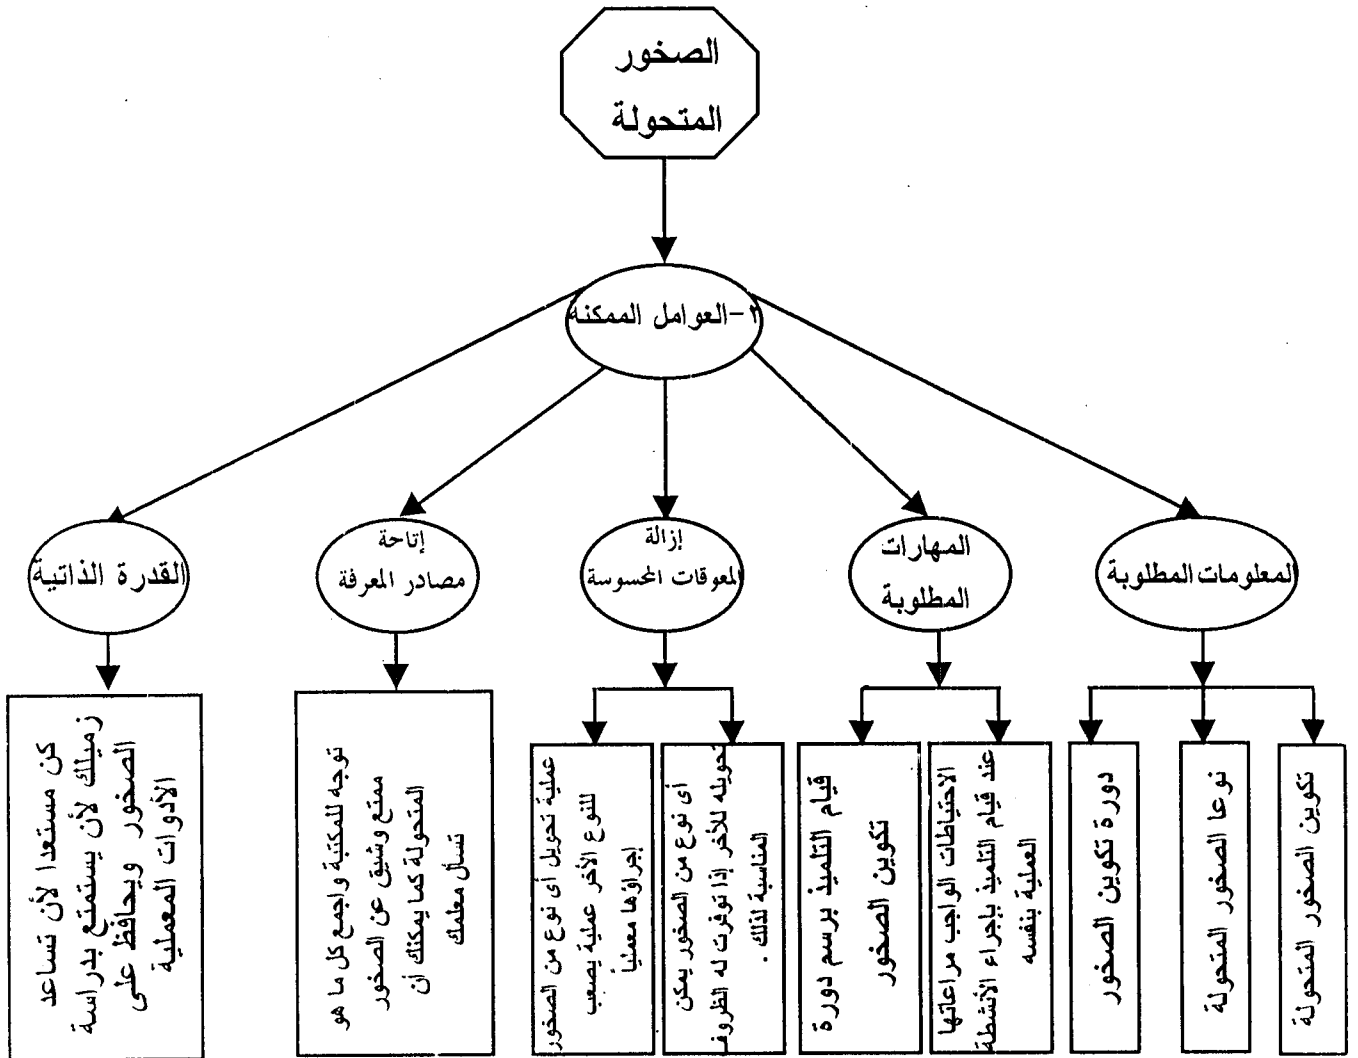 الصخور
المتحولة
٢-العوامل الممكنه
المعلومات المطلوبة
المهارات
المطلوبة
إزالة
المعوقات المحسوسة
إتاحة
مصادر المعرفة
القدرة الذاتية
تكوين الصخور المتحولة
نوعا الصخور المتحولة
دورة تكوين الصخور
الاحتياطات الواجب مراعاتها
عند قيام التلميذ بإجراء الأنشطة
العملية بنفسه
قيام التلميذ برسم دورة
تكوين الصخور
أى نوع من الصخور يمكن
تحويله للأخر إذا توفرت له الظروف
المناسبة لذلك .
عملية تحويل أى نوع من الصخور
للنوع الأخر عملية يصعب
إجراؤها معملياً
توجه للمكتبة واجمع كل ما هو
ممتع وشيق عن الصخور
المتحولة كما يمكنك أن
تسأل معلمك
كن مستعدا لأن تساعد
زميلك لأن يستمتع بدراسة
الصخور ويحافظ على
الأدوات المعملية